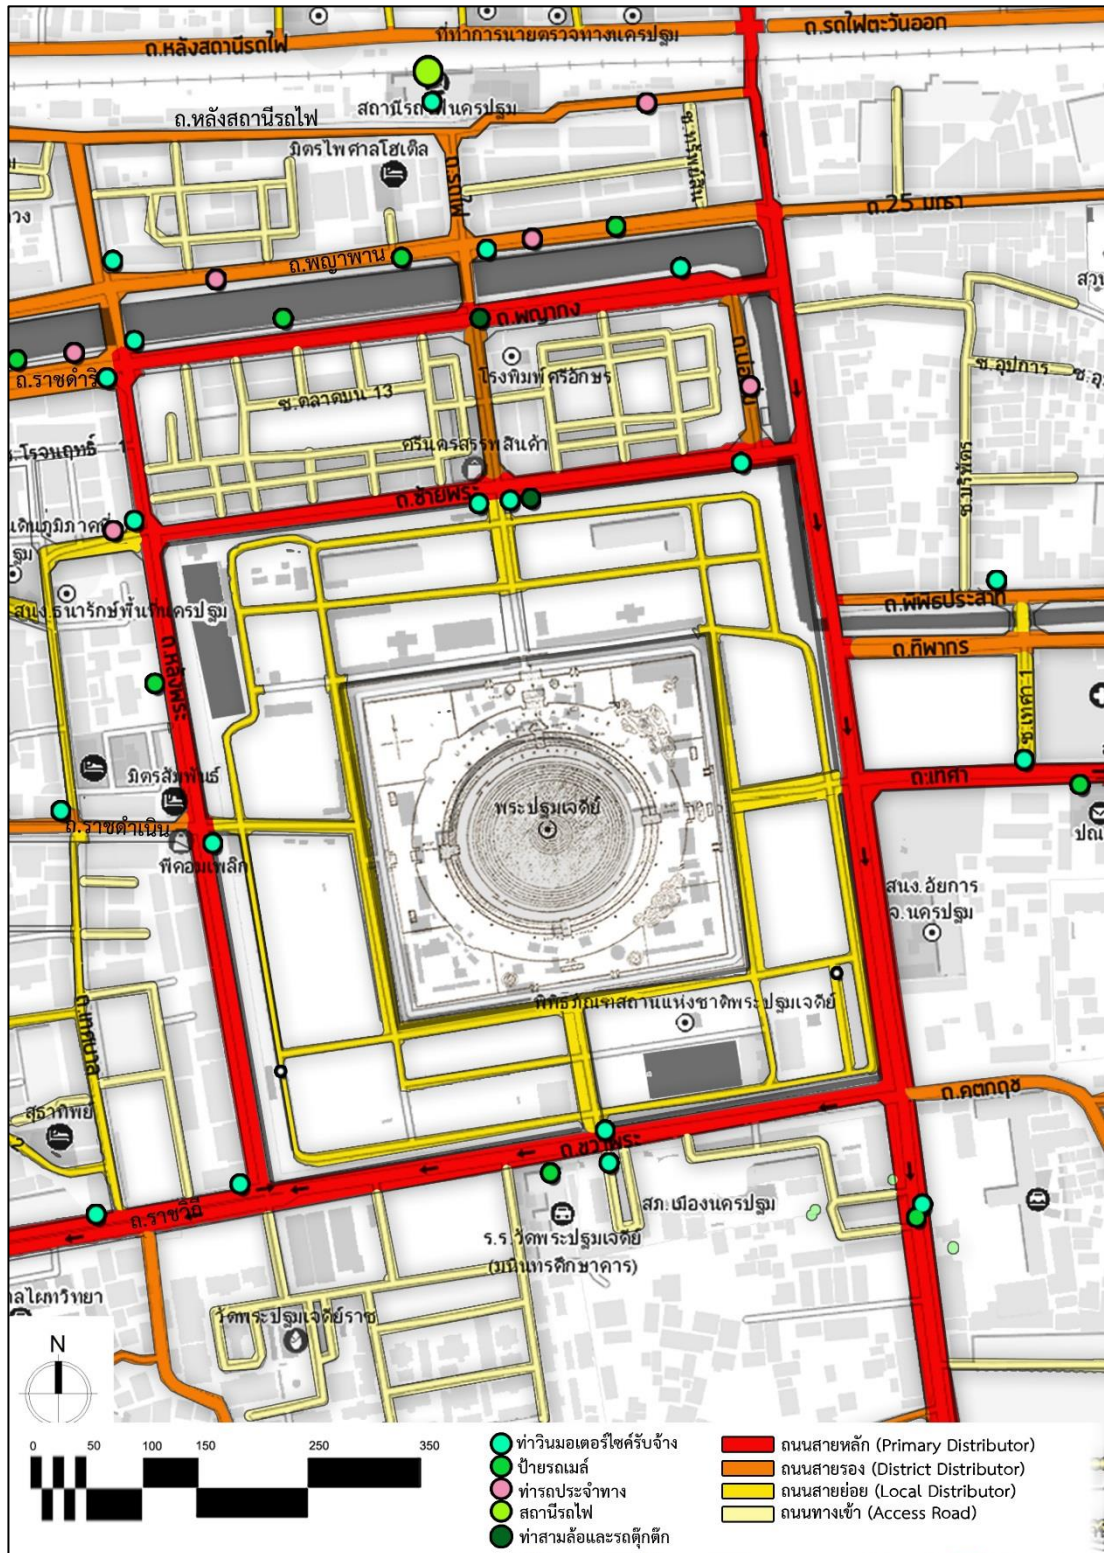 ที่ทำการนายตรวจทางนครปฐม
ถ.รถไฟตะวันออก
ถ.หลังสถานีรถไฟ
ถ.หลังสถานีรถไฟ
มิตรไพศาลโฮเต็ล
ถ.รถไฟ
ถ.พญาพาน
ถ.พญากง
ถ.ราชดำริ
ซ.ตลาดบน 13
โรงพิมพ์ศรีอักษร
ซ.อุปการ
ศรีนครสรรพสินค้า
ถ.ซ้ายพระ
ซ.บริพัตร
สนง.ธนารักษ์พื้นที่นครปฐม
ถ.ทิพากร
ซ.เทศา 1
ถ.หลังพระ
มิตรสัมพันธ์
ถ.เทศา
พระปฐมเจดีย์
ถ.ราชดำเนิน
พีคอมเพล็ก
สนง.อัยการ
จ.นครปฐม
พิพิธภัณฑสถานแห่งชาติพระปฐมเจดีย์
ถ.เทศบาล
สุธาทิพย์
ถ.ขวาพระ
สภ.เมืองนครปฐม
ถ.ราชวิถี
ร.ร.วัดพระปฐมเจดีย์
(มหินทรศึกษาคาร)
วัดพระปฐมเจดีย์ราช
N
0 50 100 150 250 350
ท่าวินมอเตอร์ไซค์รับจ้าง
ป้ายรถเมล์
ท่ารถประจำทาง
สถานีรถไฟ
ท่าสามล้อและรถตุ๊กตึ๊ก
ถนนสายหลัก (Primary Distributor)
ถนนสายรอง (District Distributor)
ถนนสายย่อย (Local Distributor)
ถนนทางเข้า (Access Road)